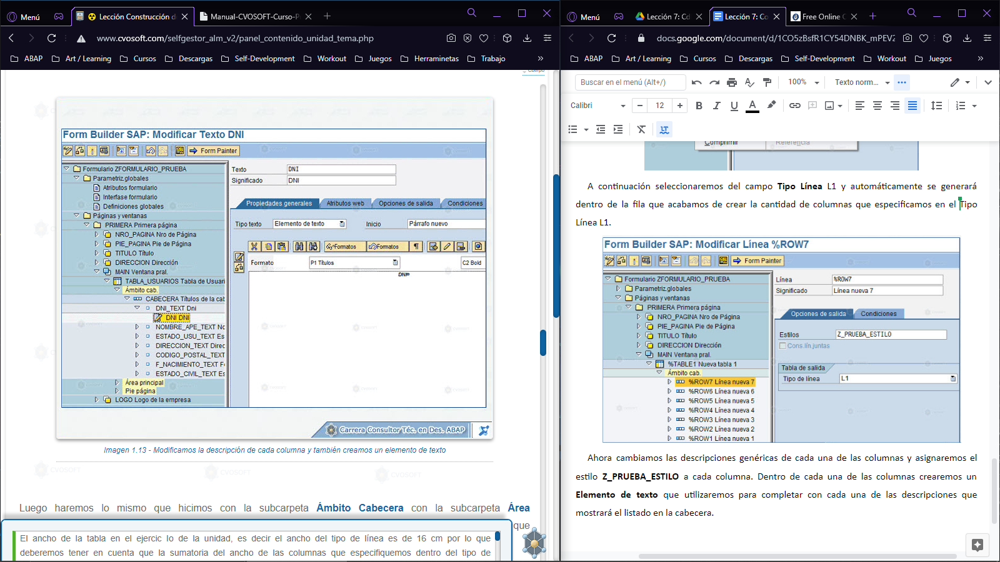 Menú
Lección Construcción d
Manual-CVOSOFT-Curso-P
www.cvosoft.com/selfgestor_alm_v2/panel_contenido_unidad_tema.php
ABAP
Art / Learning
Cursos
Descargas
Self-Development
Workout
Juegos
Herraminetas
Trabajo
»
Form Builder SAP: Modificar Texto DNI
Form Painter
Formulario ZFORMULARIO_PRUEBA
Parametriz.globales
Atributos formulario
Interfase formulario
Definiciones globales
Páginas y ventanas
PRIMERA Primera página
NRO_PAGINA Nro de Página
PIE_PAGINA Pie de Página
TITULO Título
DIRECCION Dirección
MAIN Ventana pral.
TABLA_USUARIOS Tabla de Usuari
Ámbito cab.
CABECERA Títulos de la cab
DNI_TEXT Dni
DNI DNI
NOMBRE_APE_TEXT No
ESTADO_USU_TEXT Es
DIRECCION_TEXT Direc
CODIGO_POSTAL_TEXT
F_NACIMIENTO_TEXT F
ESTADO_CIVIL_TEXT Es
Área principal
Pie página
LOGO Logo de la empresa
Texto DNI
Significado DNI
Propiedades generales
Atributos web
Opciones de salida
Condiciones
Tipo texto Elemento de texto
Inicio Párrafo nuevo
Formatos
Formatos
Formato P1 Títulos
C2 Bold
DNI
Carrera Consultor Téc. en Des. ABAP
Imagen 1.13 - Modificamos la descripción de cada columna y también creamos un elemento de texto
CVOSOFT
CVOSOFT
CVOSOFT
Luego haremos lo mismo que hicimos con la subcarpeta Ámbito Cabecera con la subcarpeta Área
que
El ancho de la tabla en el ejercic Io de la unidad, es decir el ancho del tipo de línea es de 16 cm por lo que
deberemos tener en cuenta que la sumatoria del ancho de las columnas que especifiquemos dentro del tipo de
Menú
Lección 7: Cd
Lección 7: Co
Free Online C
docs.google.com/document/d/1CO5zBsfR1CY54DNBK_mPEV2
ABAP
Art / Learning
Cursos
Descargas
Self-Development
Workout
Juegos
»
Buscar en el menú (Alt+/)
100%
Texto norm...
Calibri
12
B
I
U
A
Comprimir
Referencia
A continuación seleccionaremos del campo Tipo Línea L1 y automáticamente se generará
dentro de la fila que acabamos de crear la cantidad de columnas que especificamos en el Tipo
Línea L1.
Form Builder SAP: Modificar Línea %ROW7
Form Painter
Formulario ZFORMULARIO_PRUEBA
Parametriz.globales
Páginas y ventanas
PRIMERA Primera página
NRO_PAGINA Nro de Página
PIE_PAGINA Pie de Página
TITULO Título
DIRECCION Dirección
MAIN Ventana pral.
%TABLE1 Nueva tabla 1
Ámbito cab.
%ROW7 Línea nueva 7
%ROW6 Línea nueva 6
%ROW5 Línea nueva 5
%ROW4 Línea nueva 4
%ROW3 Línea nueva 3
%ROW2 Línea nueva 2
%ROW1 Línea nueva 1
Línea %ROW7
Significado Línea nueva 7
Opciones de salida
Condiciones
Estilos Z_PRUEBA_ESTILO
Cons.lín.juntas
Tabla de salida
Tipo de línea L1
Ahora cambiamos las descripciones genéricas de cada una de las columnas y asignaremos el
estilo Z_PRUEBA_ESTILO a cada columna. Dentro de cada una de las columnas crearemos un
Elemento de texto que utilizaremos para completar con cada una de las descripciones que
mostrará el listado en la cabecera.